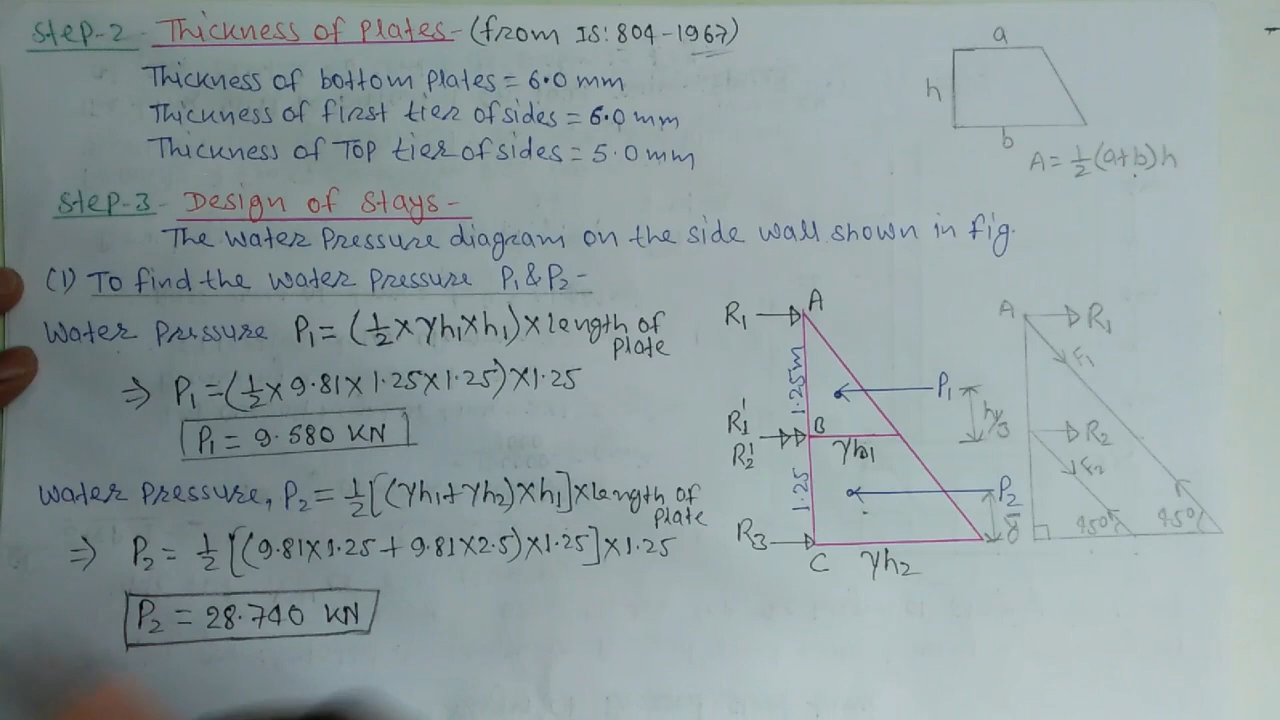 Step-2 Thickness of Plates - (from IS: 804-1967)
Thickness of bottom plates = 6.0 mm
Thickness of first tier of sides = 6.0 mm
Thickness of Top tier of sides = 5.0 mm
a
h
b
A = ½(a+b)h
Step-3 - Design of Stays -
The Water Pressure diagram on the side wall shown in fig.
(1) To find the water Pressure P₁ & P₂ -
Water Pressure P₁ = (½ × γh₁ × h₁) × length of plate
⇒ P₁ = (½ × 9.81 × 1.25 × 1.25) × 1.25
P₁ = 9.580 KN
Water Pressure, P₂ = ½[(γh₁ + γh₂) × h₁] × length of plate
⇒ P₂ = ½[(9.81 × 1.25 + 9.81 × 2.5) × 1.25] × 1.25
P₂ = 28.740 KN
R₁ A
1.25m
P₁
h/3
R₁' B
R₂'
γh₁
1.25
P₂
ȳ
R₃
C γh₂
A R₁
F₁
R₂
F₂
45° 45°